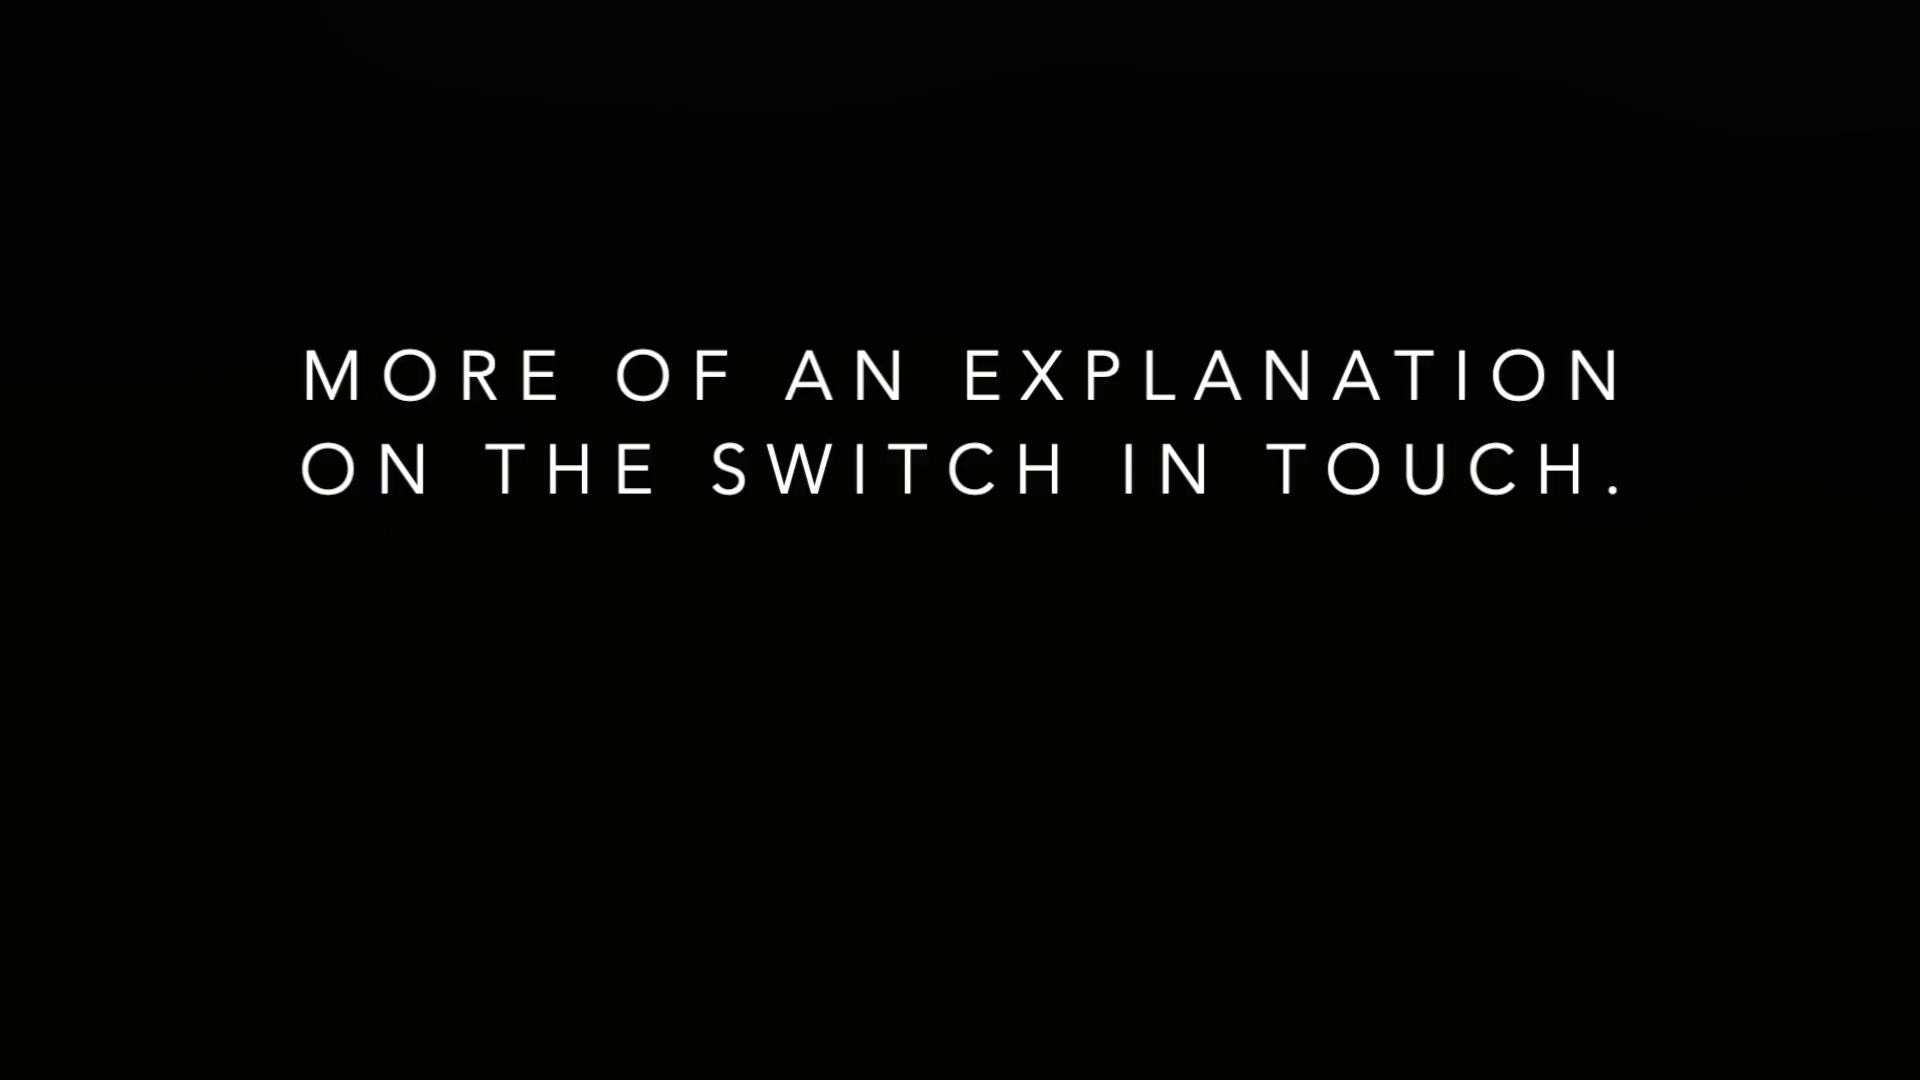 MORE OF AN EXPLANATION
ON THE SWITCH IN TOUCH.